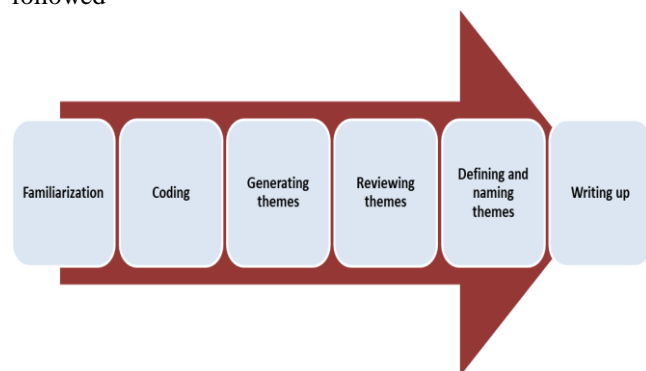 followed
Familiarization
Coding
Generating
themes
Reviewing
themes
Defining and
naming
themes
Writing up